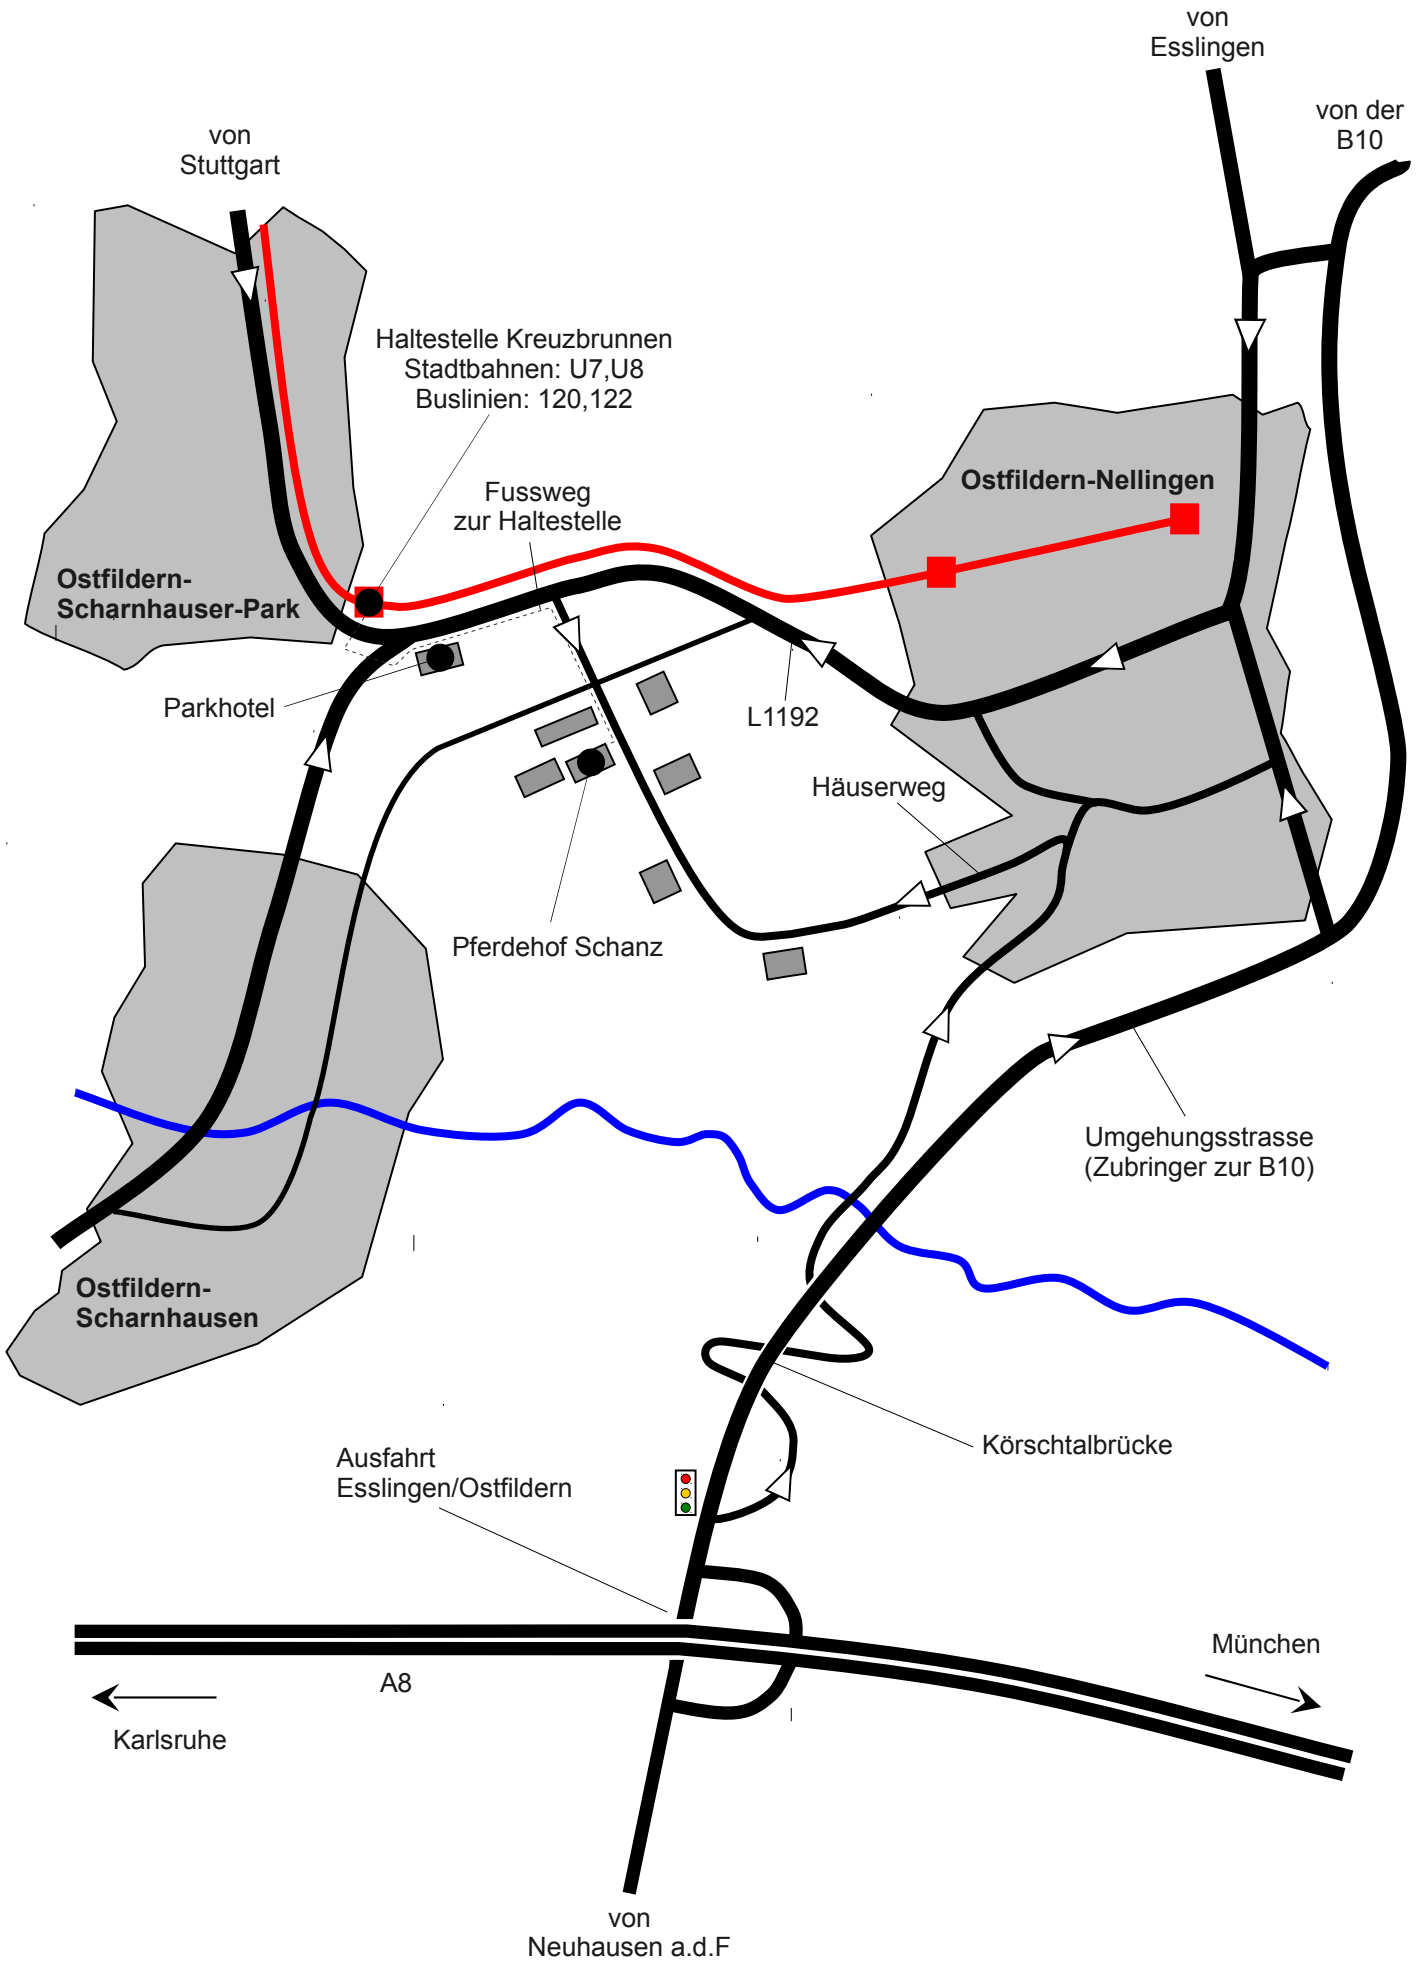 von
Esslingen
von der
B10
von
Stuttgart
Haltestelle Kreuzbrunnen
Stadtbahnen: U7,U8
Buslinien: 120,122
Fussweg
zur Haltestelle
Ostfildern-Nellingen
Ostfildern-
Scharnhauser-Park
Parkhotel
L1192
Häuserweg
Pferdehof Schanz
Umgehungsstrasse
(Zubringer zur B10)
Ostfildern-
Scharnhausen
Körschtalbrücke
Ausfahrt
Esslingen/Ostfildern
München
A8
Karlsruhe
von
Neuhausen a.d.F